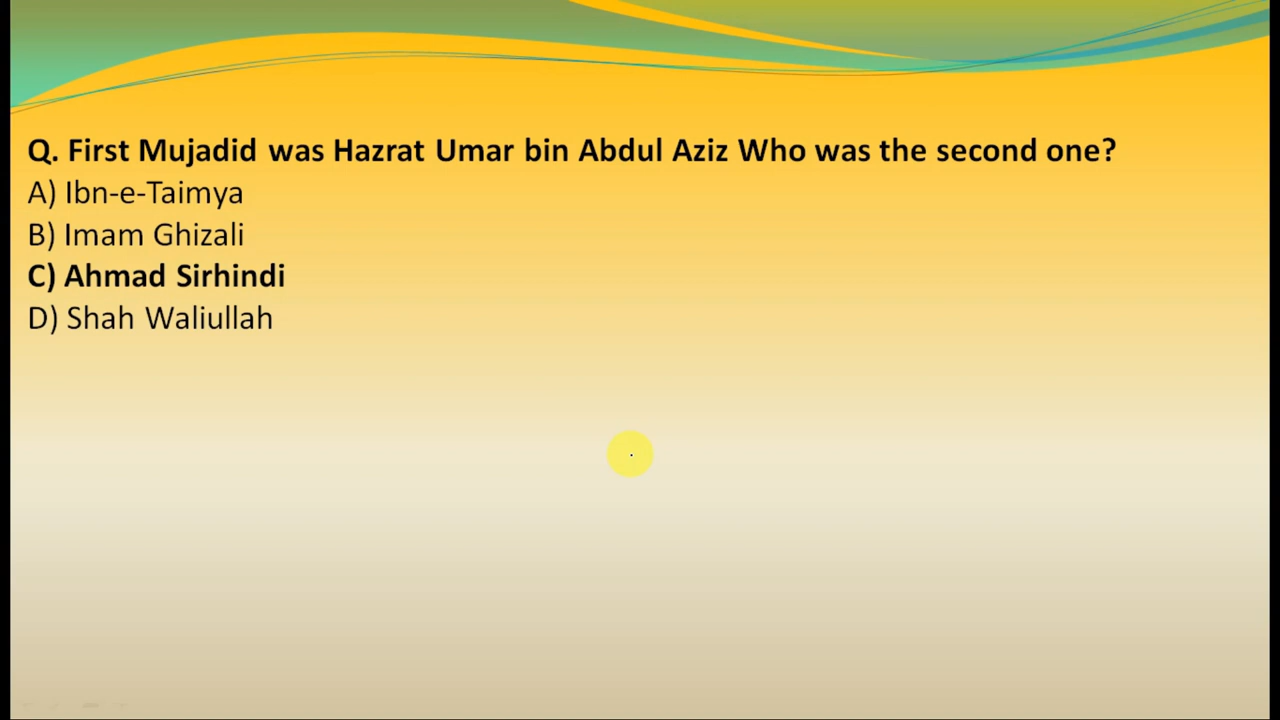 Q. First Mujadid was Hazrat Umar bin Abdul Aziz Who was the second one?
A) Ibn-e-Taimya
B) Imam Ghizali
C) Ahmad Sirhindi
D) Shah Waliullah